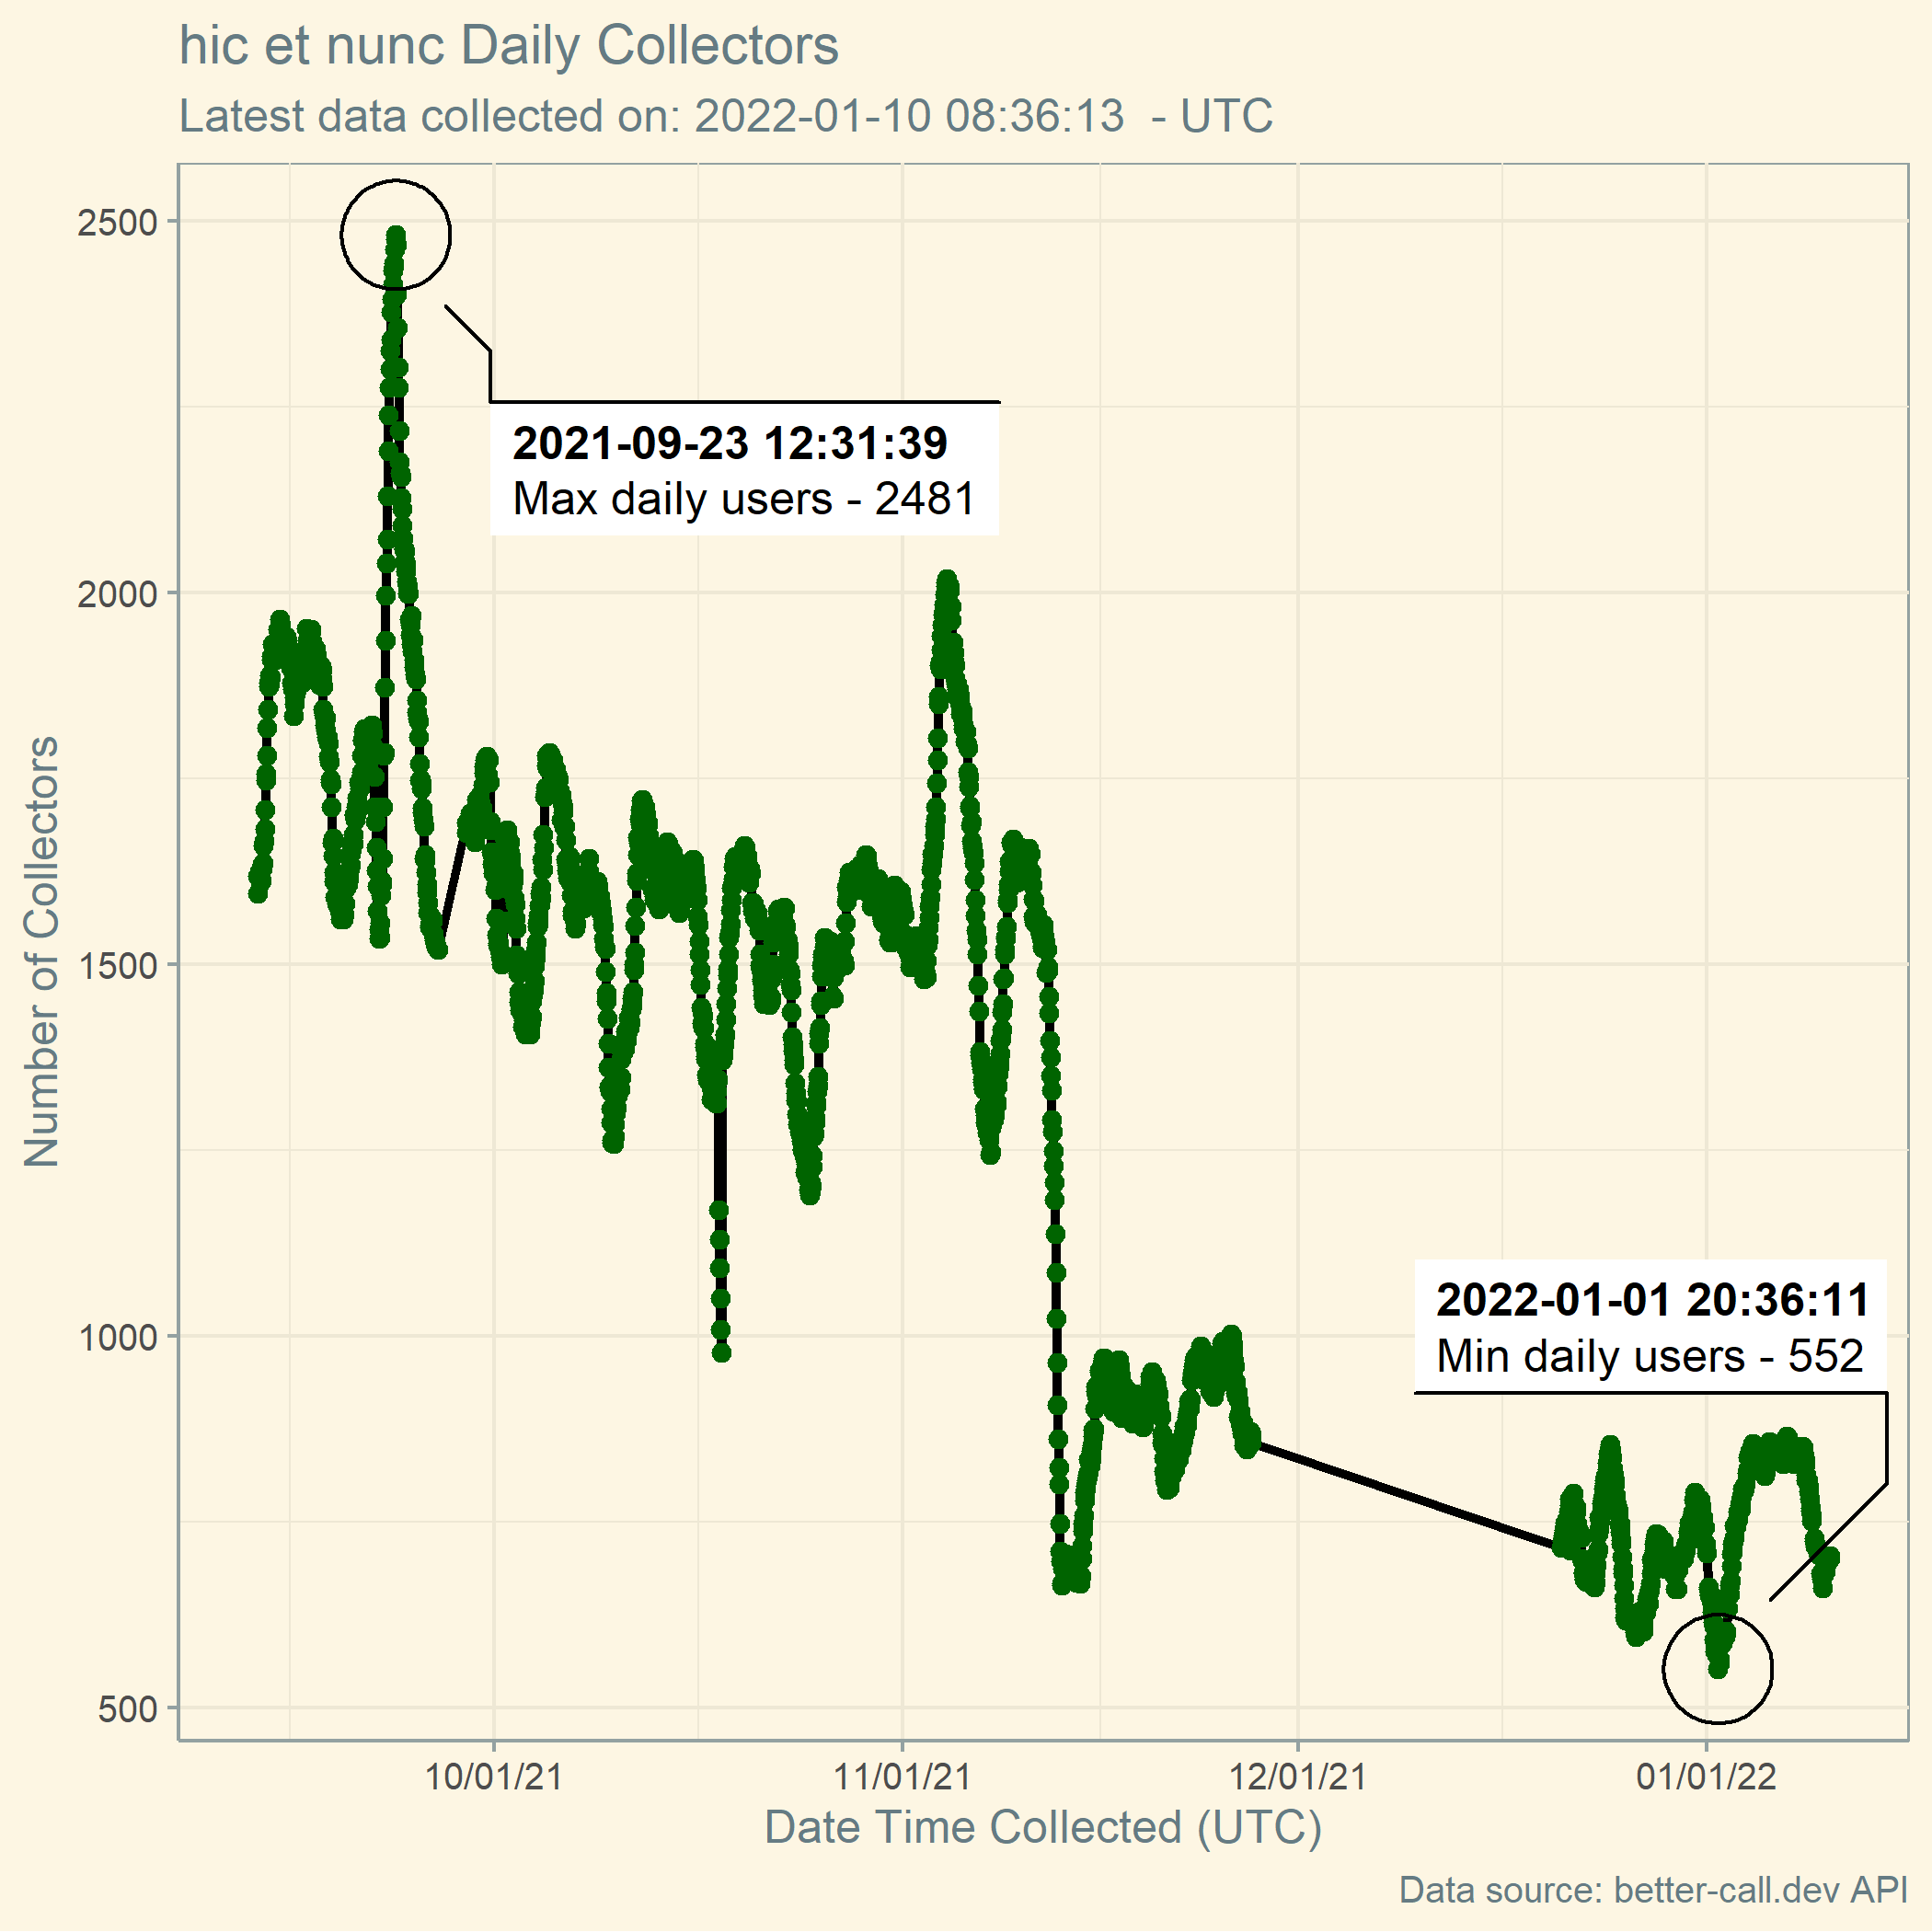 hic et nunc Daily Collectors
Latest data collected on: 2022-01-10 08:36:13  - UTC
Number of Collectors
2500
2000
1500
1000
500
2021-09-23 12:31:39
Max daily users - 2481
2022-01-01 20:36:11
Min daily users - 552
10/01/21
11/01/21
12/01/21
01/01/22
Date Time Collected (UTC)
Data source: better-call.dev API